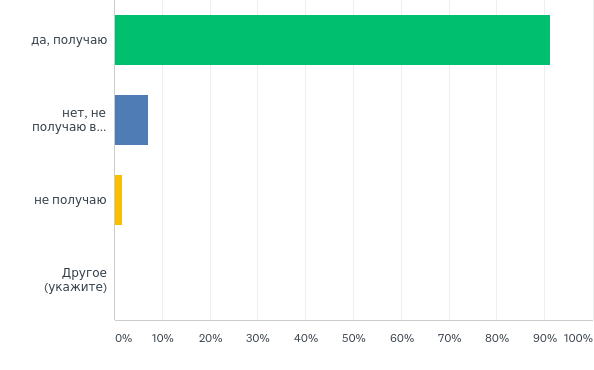 да, получаю
нет, не
получаю в...
не получаю
Другое
(укажите)
0% 10% 20% 30% 40% 50% 60% 70% 80% 90% 100%